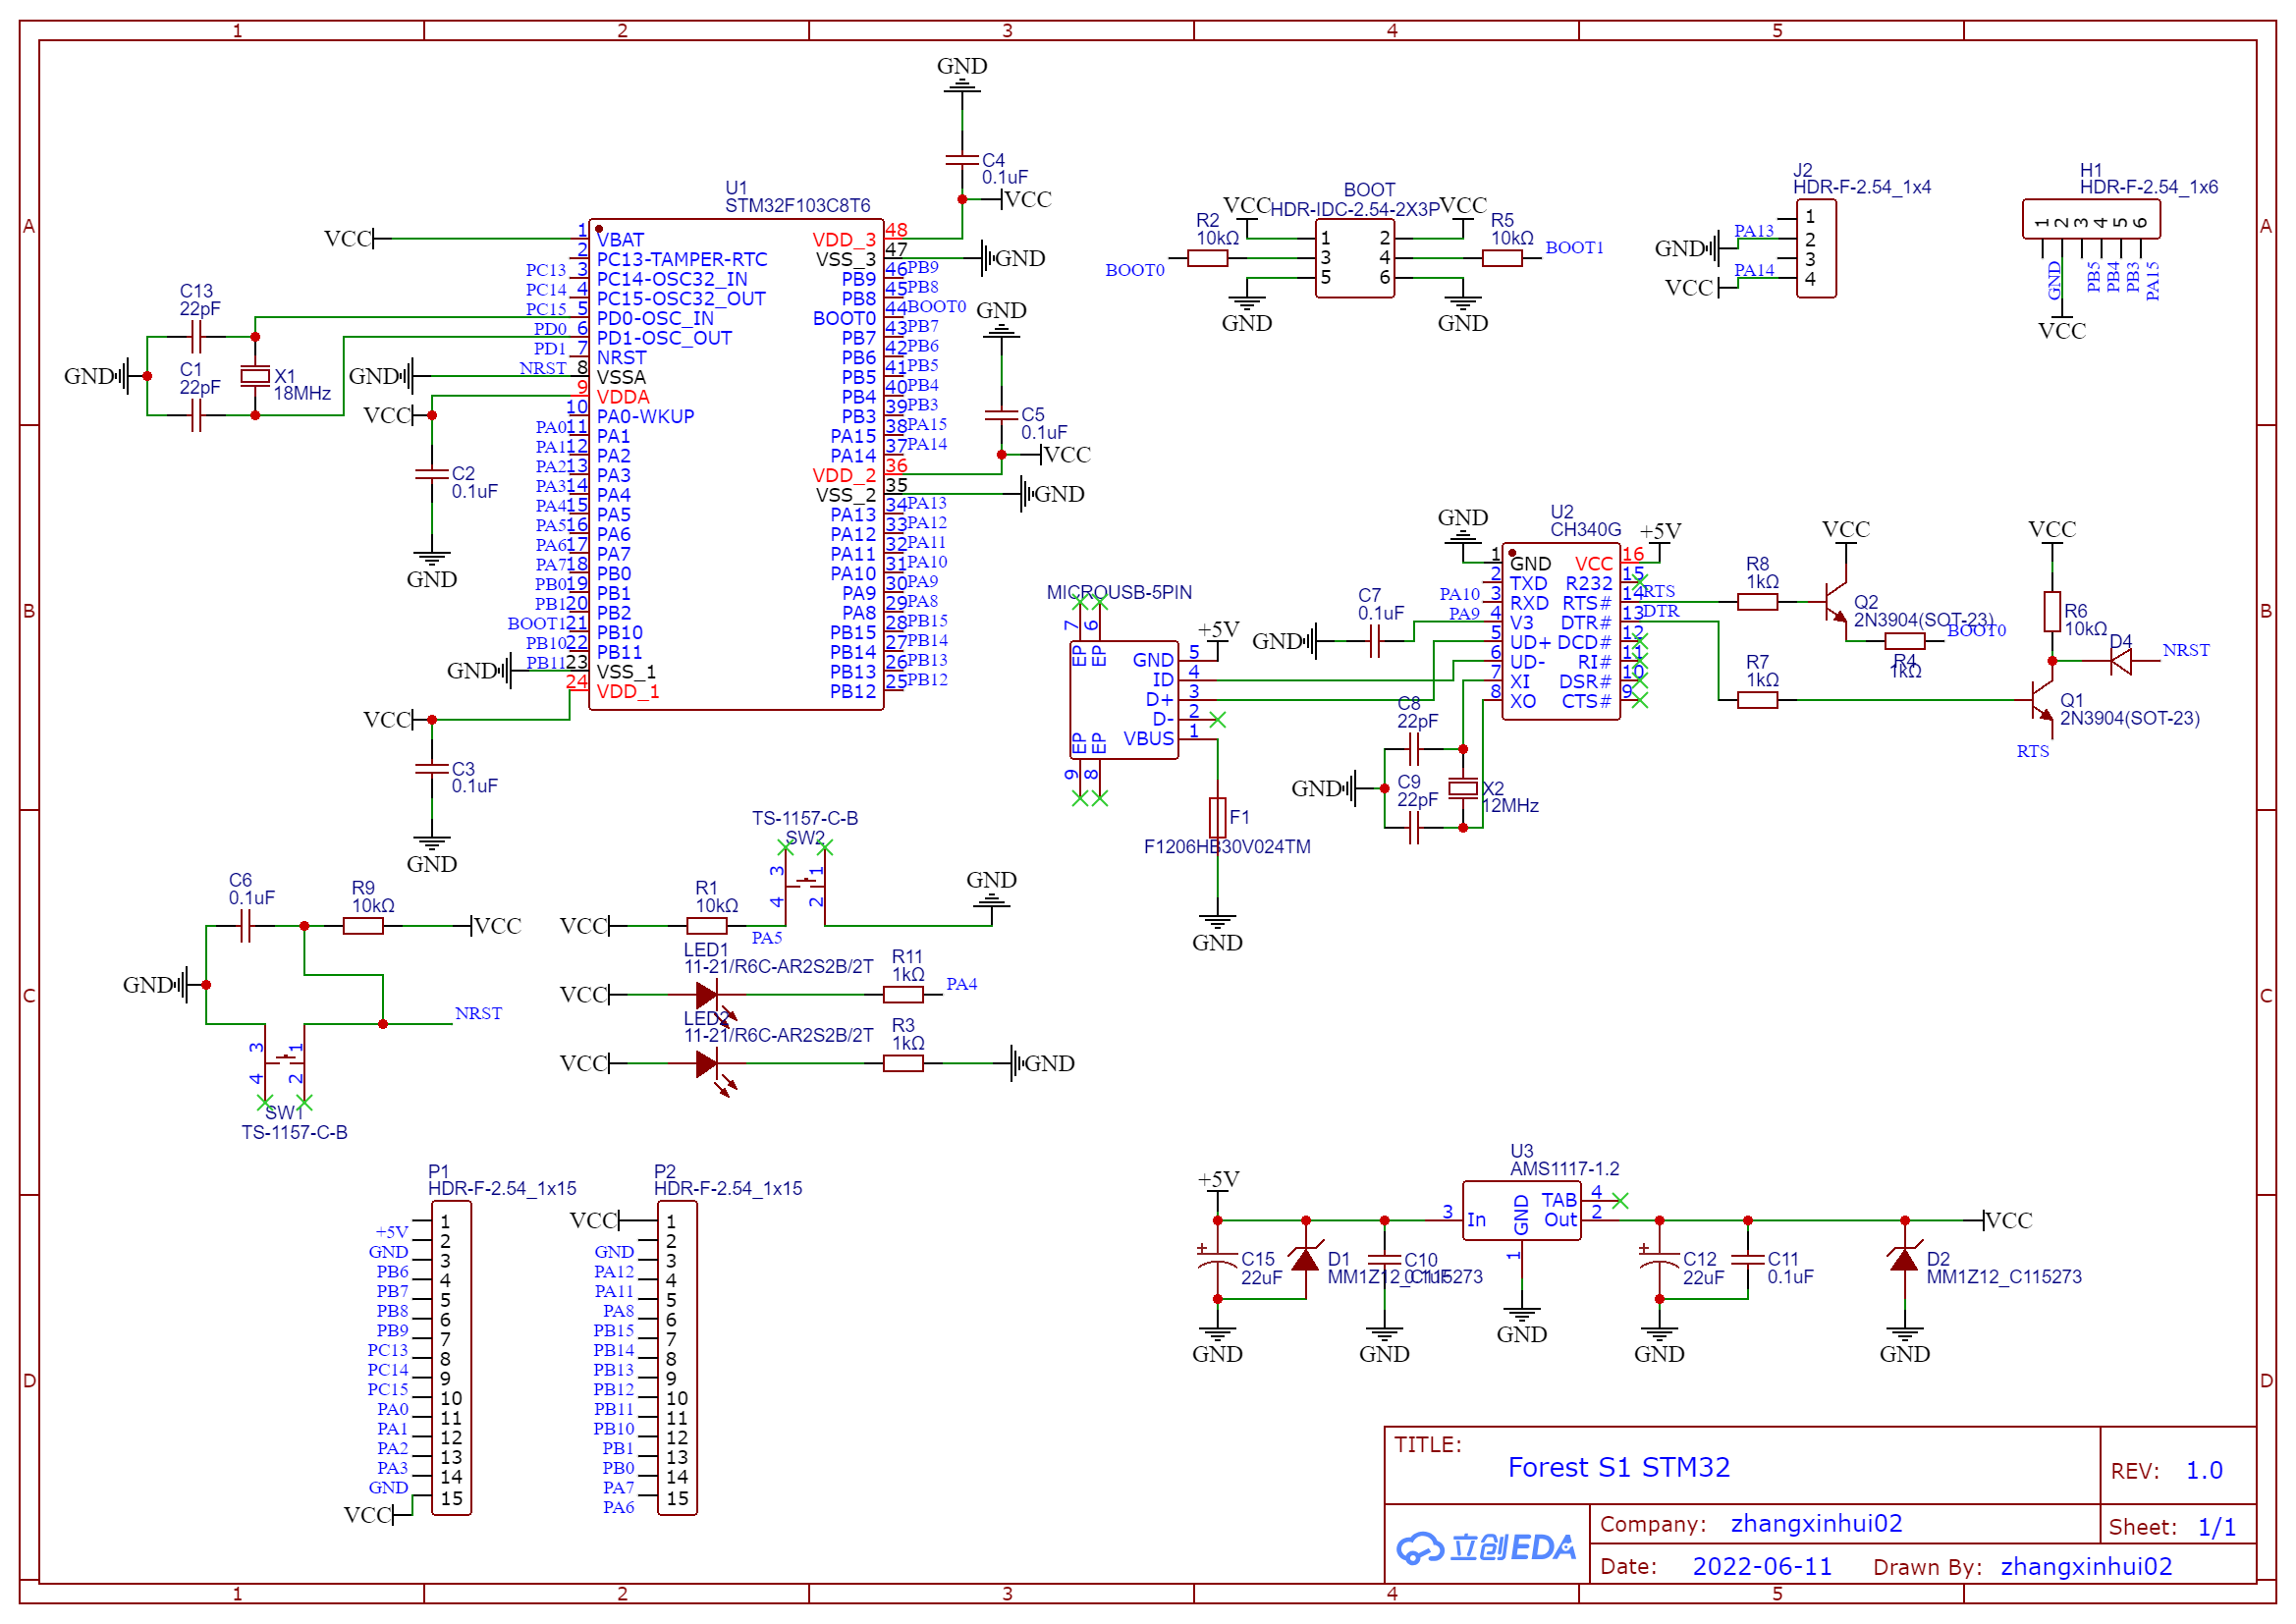 1 2 3 4 5
A
B
C
D
A
B
C
D
GND
C4
0.1uF
VCC
U1
STM32F103C8T6
VCC
1 VBAT
2 PC13-TAMPER-RTC
PC13 3 PC14-OSC32_IN
PC14 4 PC15-OSC32_OUT
PC15 5 PD0-OSC_IN
PD0 6 PD1-OSC_OUT
PD1 7 NRST
NRST 8 VSSA
9 VDDA
10 PA0-WKUP
PA0 11 PA1
PA1 12 PA2
PA2 13 PA3
PA3 14 PA4
PA4 15 PA5
PA5 16 PA6
PA6 17 PA7
PA7 18 PB0
PB0 19 PB1
PB1 20 PB2
BOOT1 21 PB10
PB10 22 PB11
PB11 23 VSS_1
24 VDD_1
VDD_3 48
VSS_3 47 GND
PB9 46 PB9
PB8 45 PB8
BOOT0 44 BOOT0
PB7 43 PB7
PB6 42 PB6
PB5 41 PB5
PB4 40 PB4
PB3 39 PB3
PA15 38 PA15
PA14 37 PA14
VDD_2 36
VSS_2 35 GND
PA13 34 PA13
PA12 33 PA12
PA11 32 PA11
PA10 31 PA10
PA9 30 PA9
PA8 29 PA8
PB15 28 PB15
PB14 27 PB14
PB13 26 PB13
PB12 25 PB12
GND
C5
0.1uF
VCC
C13
22pF
C1
22pF
GND
X1
18MHz
GND
VCC
C2
0.1uF
GND
GND
VCC
C3
0.1uF
GND
BOOT
HDR-IDC-2.54-2X3P
VCC
VCC
R2
10kΩ
R5
10kΩ
BOOT0
BOOT1
1 2
3 4
5 6
GND
GND
J2
HDR-F-2.54_1x4
PA13
GND
PA14
VCC
1
2
3
4
H1
HDR-F-2.54_1x6
1 2 3 4 5 6
GND PB5 PB4 PB3 PA15
VCC
U2
CH340G
GND
+5V
1 GND VCC 16
2 TXD R232 15
PA10 3 RXD RTS# 14 RTS
PA9 4 V3 DTR# 13 DTR
5 UD+ DCD# 12
6 UD- RI# 11
7 XI DSR# 10
8 XO CTS# 9
C7
0.1uF
GND
C8
22pF
C9
22pF
GND
X2
12MHz
MICROUSB-5PIN
7 6
EP EP
+5V
GND 5
ID 4
D+ 3
D- 2
VBUS 1
EP EP
9 8
F1
F1206HB30V024TM
GND
R8
1kΩ
VCC
Q2
2N3904(SOT-23)
BOOT0
R4
1kΩ
R7
1kΩ
VCC
R6
10kΩ
D4
NRST
Q1
2N3904(SOT-23)
RTS
C6
0.1uF
R9
10kΩ
VCC
GND
NRST
3 1
4 2
SW1
TS-1157-C-B
TS-1157-C-B
SW2
3 1
4 2
VCC
R1
10kΩ
PA5
GND
LED1
11-21/R6C-AR2S2B/2T
VCC
R11
1kΩ
PA4
LED2
11-21/R6C-AR2S2B/2T
VCC
R3
1kΩ
GND
P1
HDR-F-2.54_1x15
1
+5V 2
GND 3
PB6 4
PB7 5
PB8 6
PB9 7
PC13 8
PC14 9
PC15 10
PA0 11
PA1 12
PA2 13
PA3 14
GND 15
VCC
P2
HDR-F-2.54_1x15
VCC 1
2
GND 3
PA12 4
PA11 5
PA8 6
PB15 7
PB14 8
PB13 9
PB12 10
PB11 11
PB10 12
PB1 13
PB0 14
PA7 15
PA6
+5V
C15
22uF
D1
MM1Z12_C115273
C10
0.1uF
U3
AMS1117-1.2
3 In
GND
1
TAB 4
Out 2
C12
22uF
C11
0.1uF
D2
MM1Z12_C115273
VCC
GND
GND
GND
GND
GND
TITLE:
Forest S1 STM32
REV: 1.0
立创EDA
Company: zhangxinhui02
Sheet: 1/1
Date: 2022-06-11 Drawn By: zhangxinhui02
1 2 3 4 5